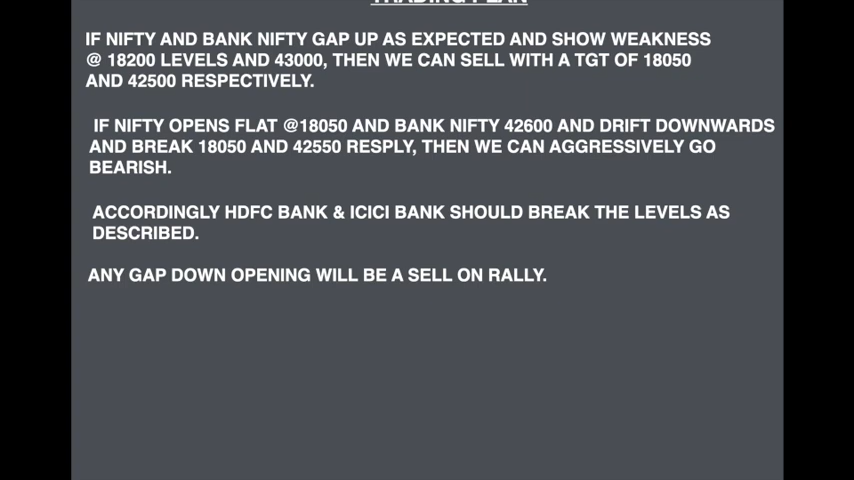 TRADING PLAN
IF NIFTY AND BANK NIFTY GAP UP AS EXPECTED AND SHOW WEAKNESS
@ 18200 LEVELS AND 43000, THEN WE CAN SELL WITH A TGT OF 18050
AND 42500 RESPECTIVELY.
IF NIFTY OPENS FLAT @18050 AND BANK NIFTY 42600 AND DRIFT DOWNWARDS
AND BREAK 18050 AND 42550 RESPLY, THEN WE CAN AGGRESSIVELY GO
BEARISH.
ACCORDINGLY HDFC BANK & ICICI BANK SHOULD BREAK THE LEVELS AS
DESCRIBED.
ANY GAP DOWN OPENING WILL BE A SELL ON RALLY.